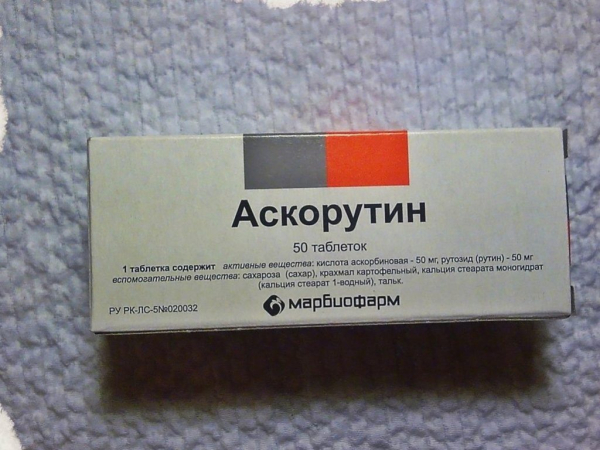 Аскорутин
50 таблеток
1 таблетка содержит активные вещества: кислота аскорбиновая - 50 мг, рутозид (рутин) - 50 мг
вспомогательные вещества: сахароза (сахар), крахмал картофельный, кальция стеарата моногидрат
(кальция стеарат 1-водный), тальк.
марбиофарм
РУ РК-ЛС-5№020032